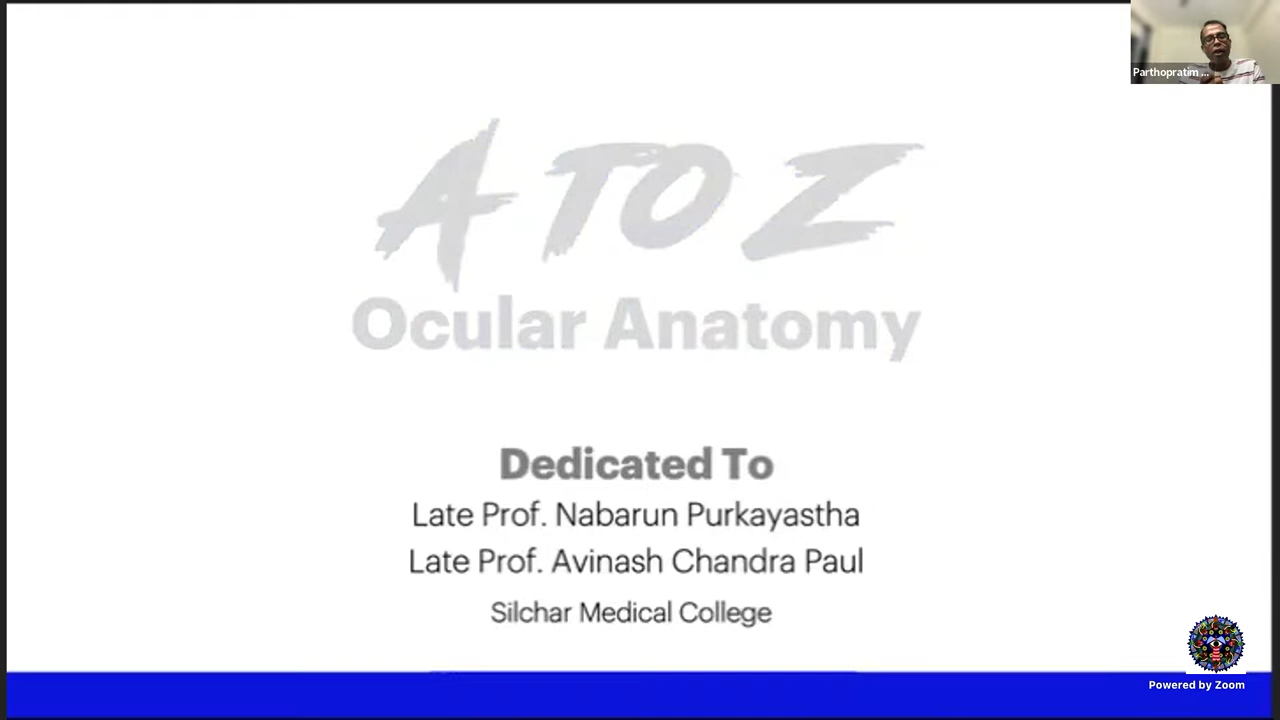 Parthopratim ...
A TO Z
Ocular Anatomy
Dedicated To
Late Prof. Nabarun Purkayastha
Late Prof. Avinash Chandra Paul
Silchar Medical College
Powered by Zoom